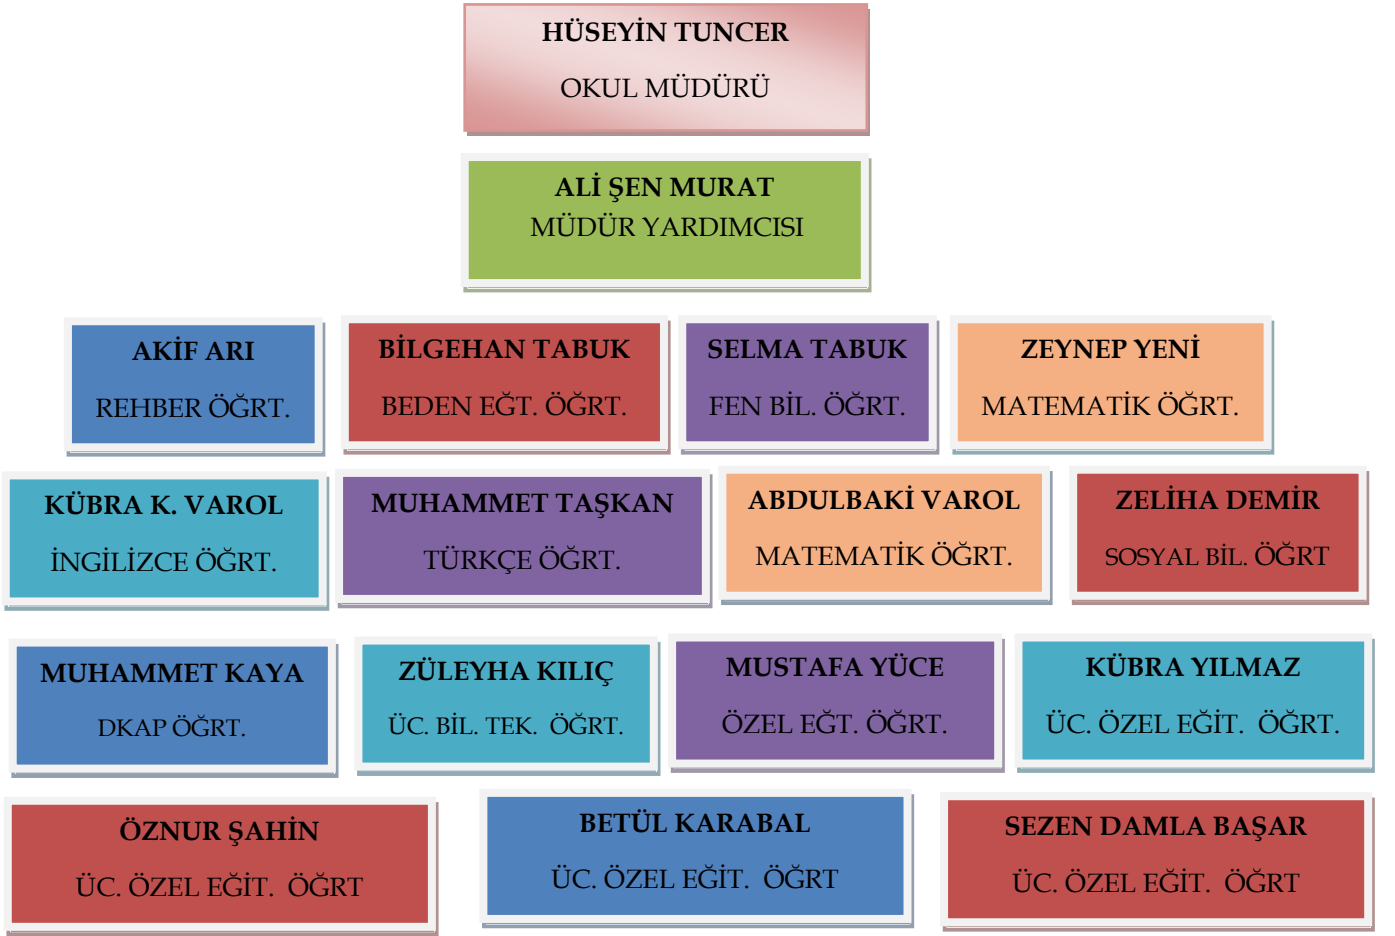 HÜSEYİN TUNCER
OKUL MÜDÜRÜ
ALİ ŞEN MURAT
MÜDÜR YARDIMCISI
AKİF ARI
REHBER ÖĞRT.
BİLGEHAN TABUK
BEDEN EĞT. ÖĞRT.
SELMA TABUK
FEN BİL. ÖĞRT.
ZEYNEP YENİ
MATEMATİK ÖĞRT.
KÜBRA K. VAROL
İNGİLİZCE ÖĞRT.
MUHAMMET TAŞKAN
TÜRKÇE ÖĞRT.
ABDULBAKİ VAROL
MATEMATİK ÖĞRT.
ZELİHA DEMİR
SOSYAL BİL. ÖĞRT
MUHAMMET KAYA
DKAP ÖĞRT.
ZÜLEYHA KILIÇ
ÜC. BİL. TEK. ÖĞRT.
MUSTAFA YÜCE
ÖZEL EĞT. ÖĞRT.
KÜBRA YILMAZ
ÜC. ÖZEL EĞİT. ÖĞRT.
ÖZNUR ŞAHİN
ÜC. ÖZEL EĞİT. ÖĞRT
BETÜL KARABAL
ÜC. ÖZEL EĞİT. ÖĞRT
SEZEN DAMLA BAŞAR
ÜC. ÖZEL EĞİT. ÖĞRT